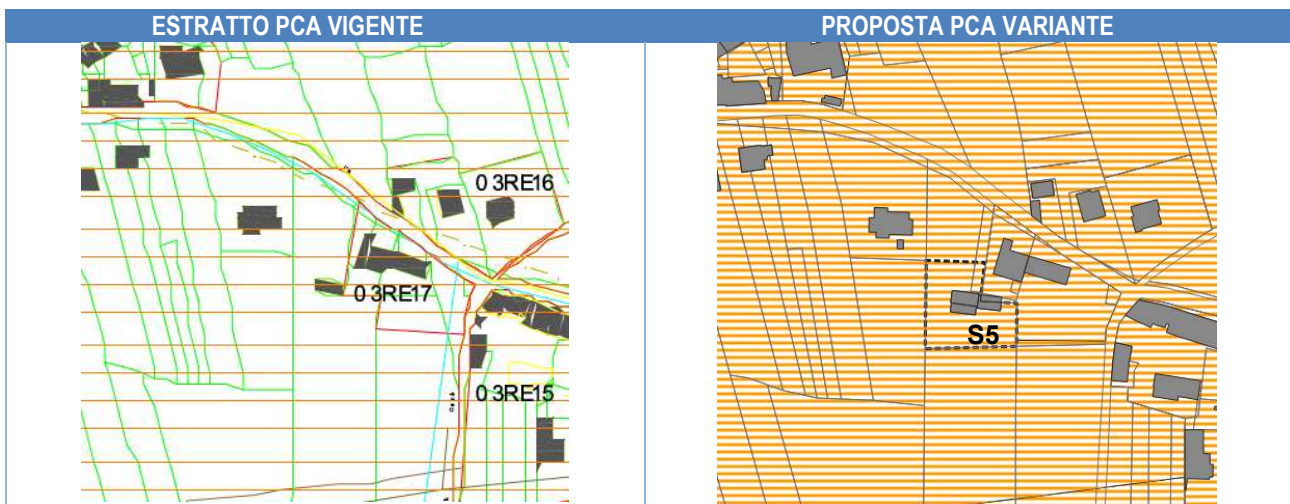 ESTRATTO PCA VIGENTE
PROPOSTA PCA VARIANTE
0 3RE16
0 3RE17
0 3RE15
S5